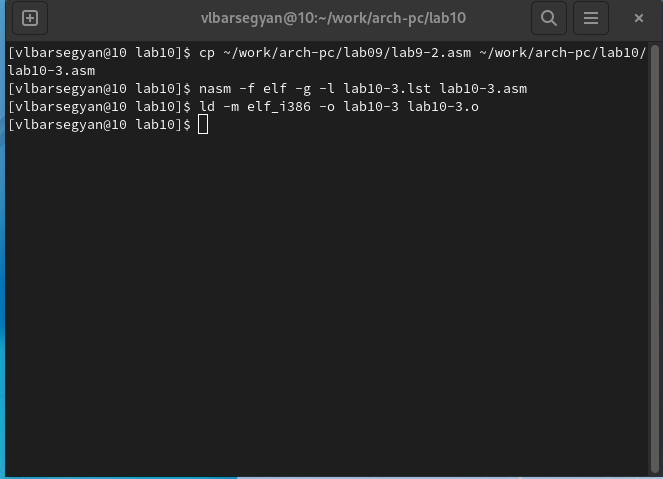 vlbarsegyan@10:~/work/arch-pc/lab10
[vlbarsegyan@10 lab10]$ cp ~/work/arch-pc/lab09/lab9-2.asm ~/work/arch-pc/lab10/
lab10-3.asm
[vlbarsegyan@10 lab10]$ nasm -f elf -g -l lab10-3.lst lab10-3.asm
[vlbarsegyan@10 lab10]$ ld -m elf_i386 -o lab10-3 lab10-3.o
[vlbarsegyan@10 lab10]$